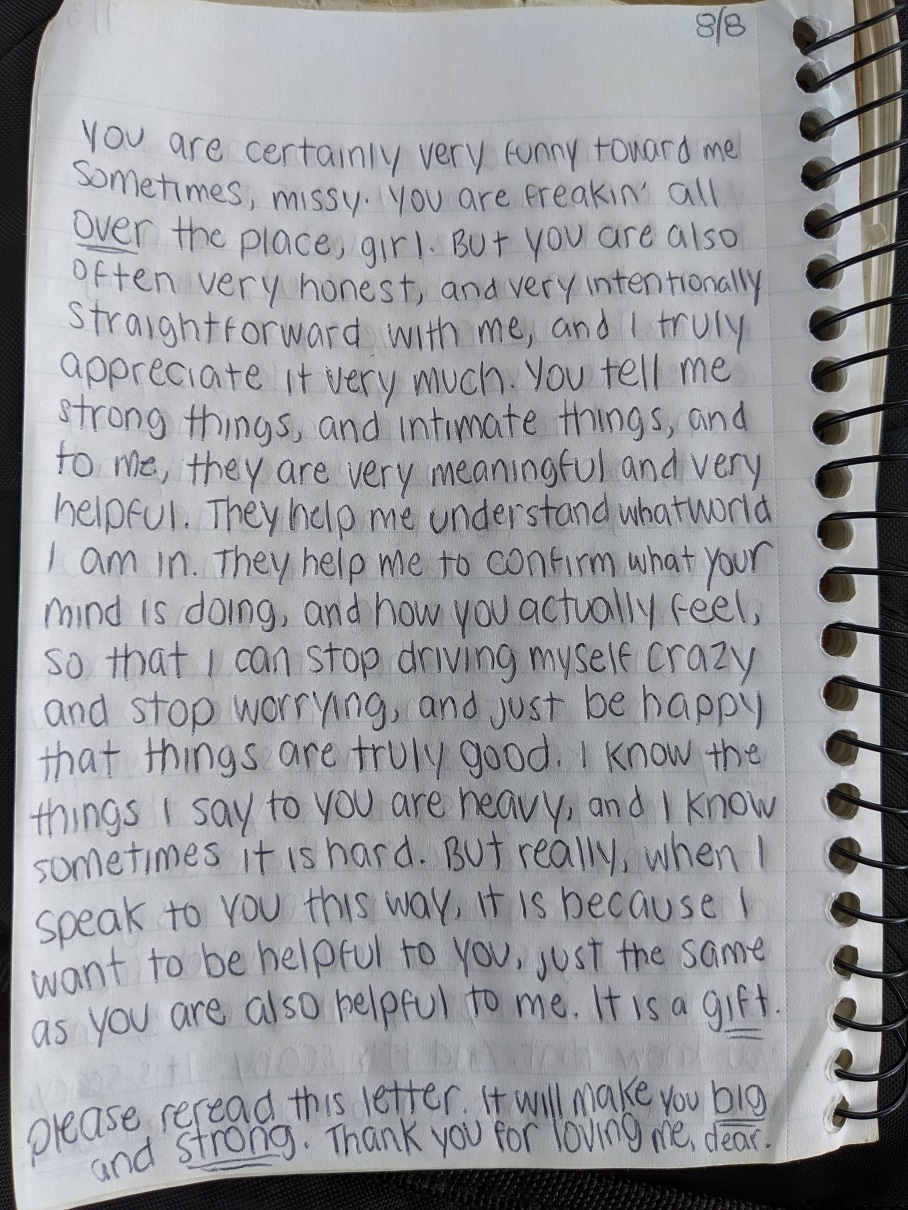 8/8
You are certainly very funny toward me
sometimes, missy. You are freakin' all
over the place, girl. But you are also
often very honest, and very intentionally
straightforward with me, and I truly
appreciate it very much. You tell me
strong things, and intimate things, and
to me, they are very meaningful and very
helpful. They help me understand what world
I am in. They help me to confirm what your
mind is doing, and how you actually feel,
so that I can stop driving myself crazy
and stop worrying, and just be happy
that things are truly good. I know the
things I say to you are heavy, and I know
sometimes it is hard. But really, when I
speak to you this way, it is because I
want to be helpful to you, just the same
as you are also helpful to me. It is a gift.
please reread this letter. It will make you big
and strong. Thank you for loving me, dear.